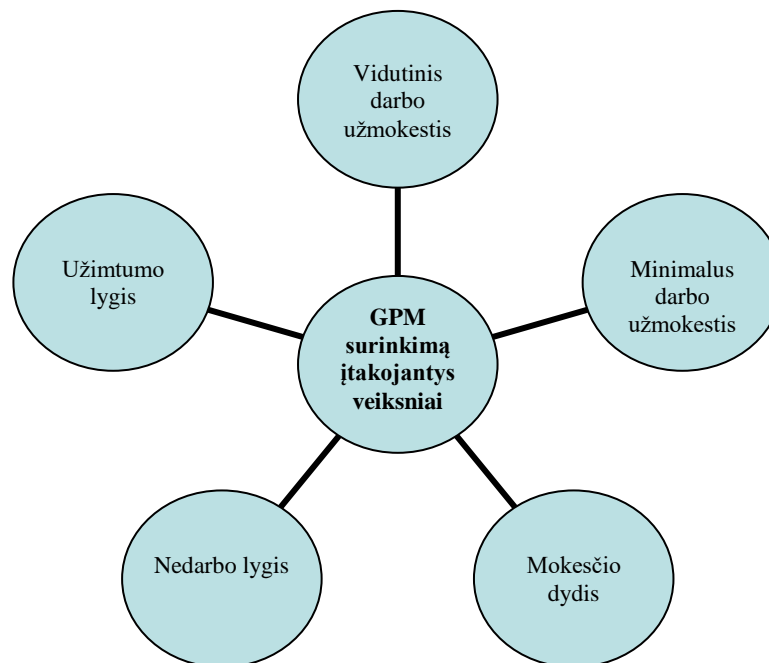 Vidutinis
darbo
užmokestis
Užimtumo
lygis
Minimalus
darbo
užmokestis
GPM
surinkimą
įtakojantys
veiksniai
Nedarbo lygis
Mokesčio
dydis